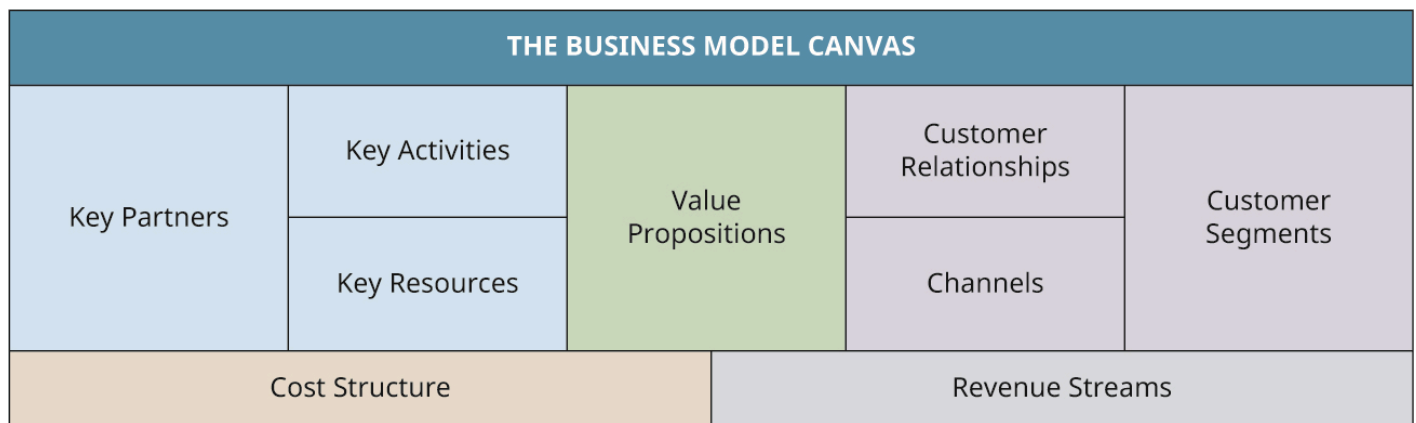 THE BUSINESS MODEL CANVAS
Key Partners
Key Activities
Key Resources
Value
Propositions
Customer
Relationships
Channels
Customer
Segments
Cost Structure
Revenue Streams